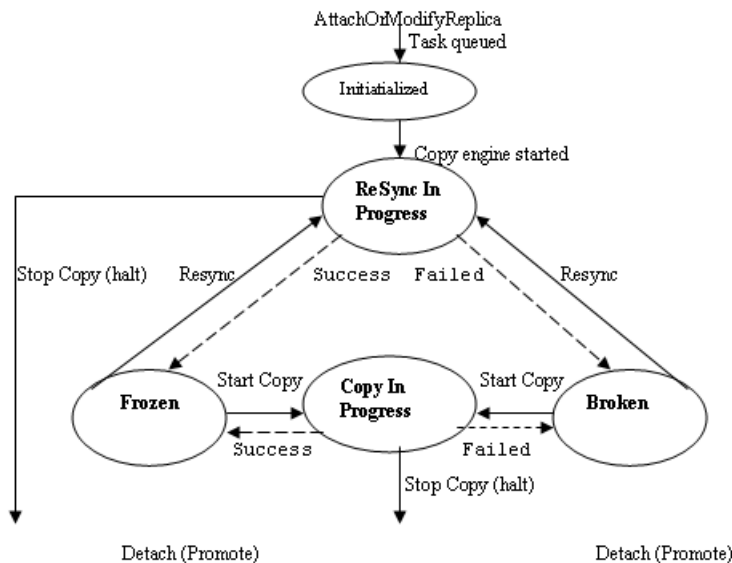 AttachOrModifyReplica
Task queued
Initiatialized
Copy engine started
ReSync In
Progress
Stop Copy (halt)
Resync
Success
Failed
Resync
Frozen
Start Copy
Copy In
Progress
Start Copy
Broken
Success
Failed
Stop Copy (halt)
Detach (Promote)
Detach (Promote)